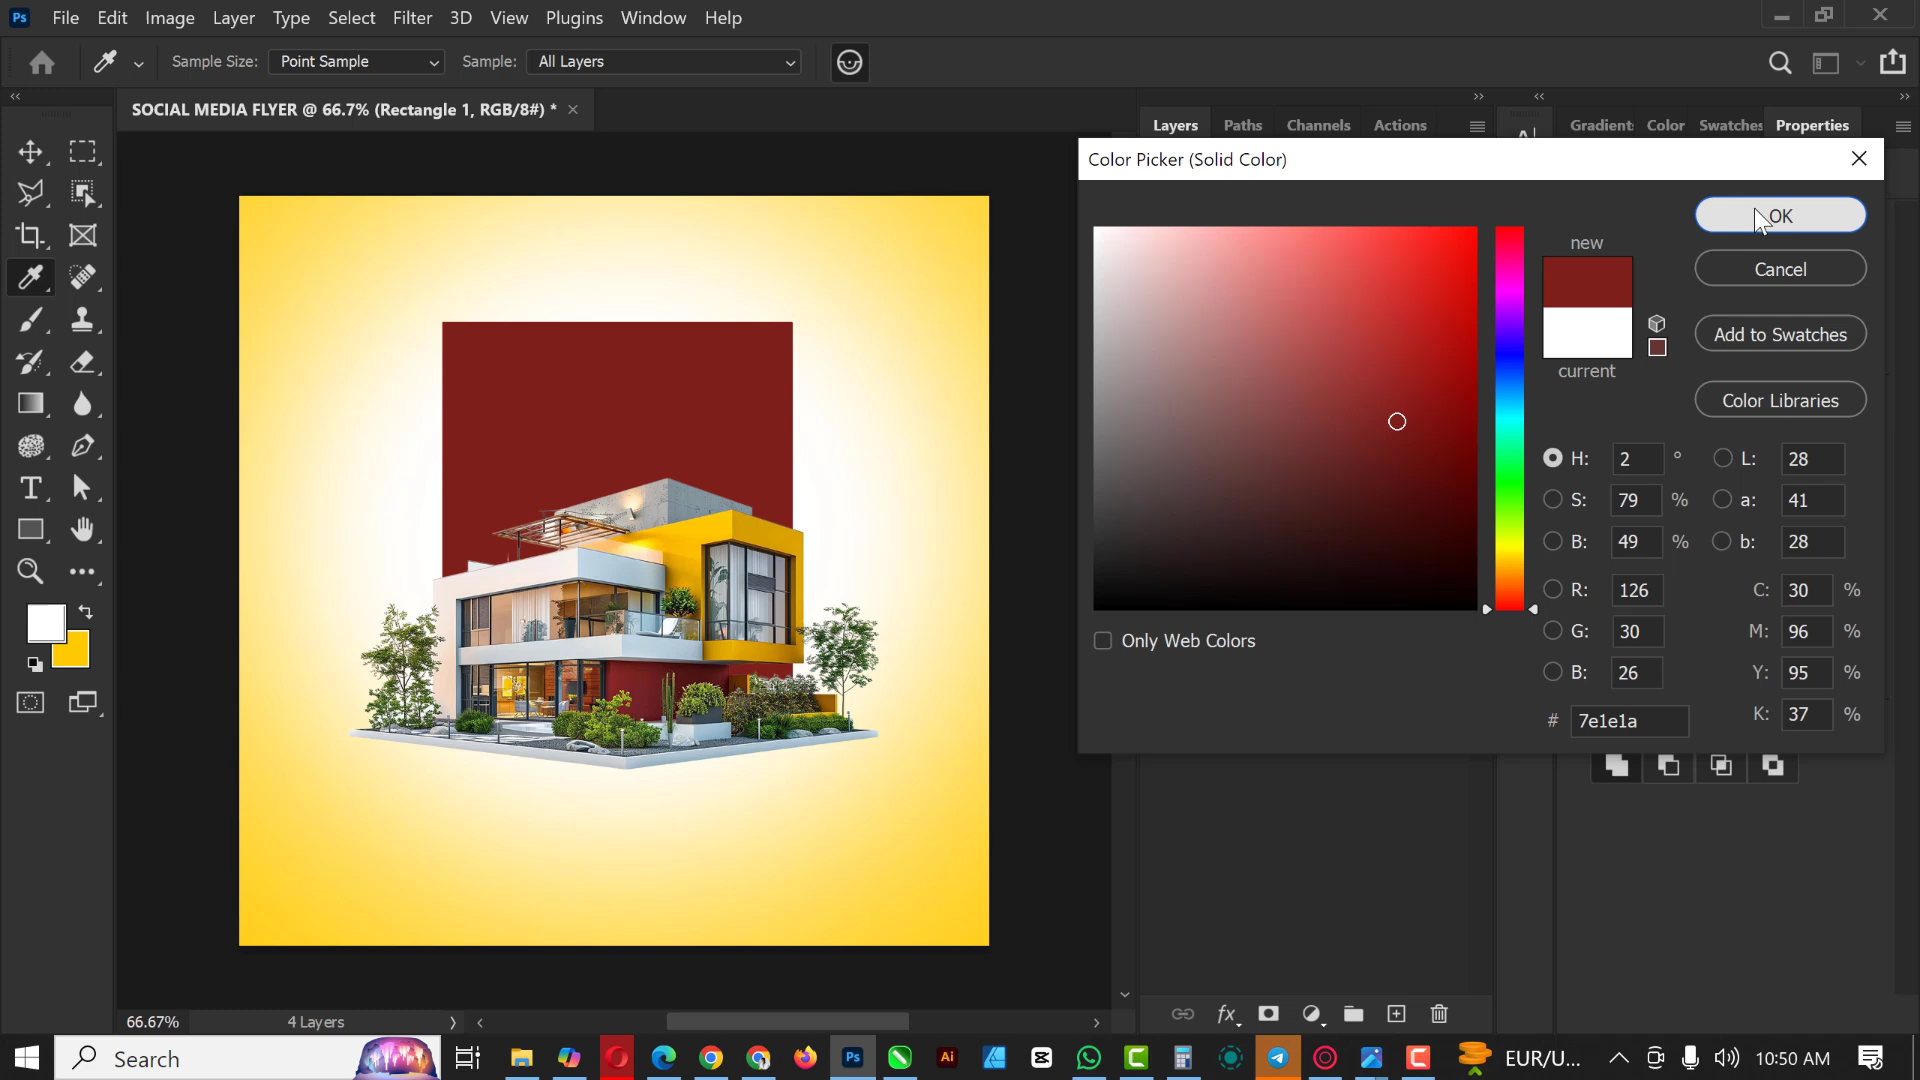 Ps File Edit Image Layer Type Select Filter 3D View Plugins Window Help
Sample Size: Point Sample Sample: All Layers
SOCIAL MEDIA FLYER @ 66.7% (Rectangle 1, RGB/8#) * ×
Layers Paths Channels Actions Gradient Color Swatches Properties
Color Picker (Solid Color)
OK
new
Cancel
Add to Swatches
current
Color Libraries
H: 2 ° L: 28
S: 79 % a: 41
B: 49 % b: 28
R: 126 C: 30 %
G: 30 M: 96 %
B: 26 Y: 95 %
# 7e1e1a K: 37 %
Only Web Colors
66.67% 4 Layers
fx
Search Ps Ai EUR/U... 10:50 AM